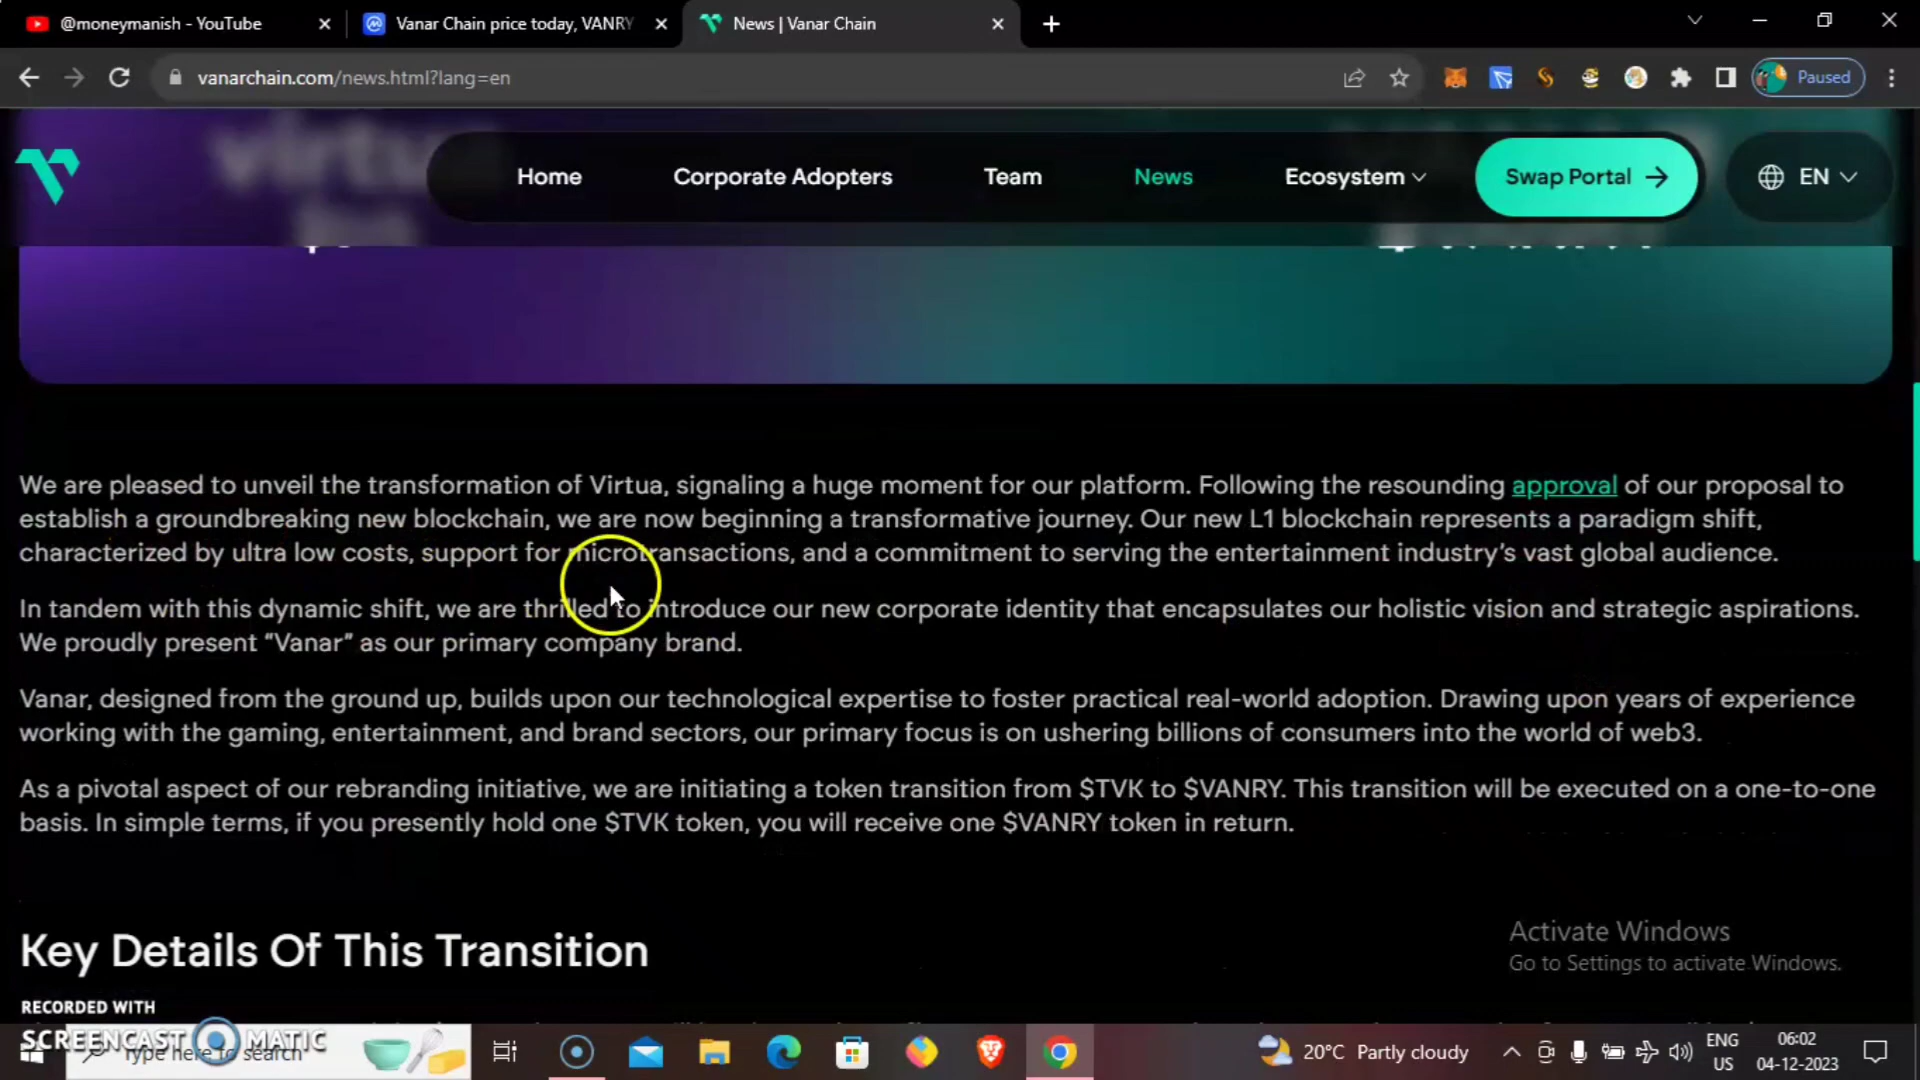 @moneymanish - YouTube
Vanar Chain price today, VANRY
News | Vanar Chain
vanarchain.com/news.html?lang=en
Paused
Home
Corporate Adopters
Team
News
Ecosystem
Swap Portal →
EN
We are pleased to unveil the transformation of Virtua, signaling a huge moment for our platform. Following the resounding approval of our proposal to
establish a groundbreaking new blockchain, we are now beginning a transformative journey. Our new L1 blockchain represents a paradigm shift,
characterized by ultra low costs, support for microtransactions, and a commitment to serving the entertainment industry's vast global audience.
In tandem with this dynamic shift, we are thrilled to introduce our new corporate identity that encapsulates our holistic vision and strategic aspirations.
We proudly present “Vanar” as our primary company brand.
Vanar, designed from the ground up, builds upon our technological expertise to foster practical real-world adoption. Drawing upon years of experience
working with the gaming, entertainment, and brand sectors, our primary focus is on ushering billions of consumers into the world of web3.
As a pivotal aspect of our rebranding initiative, we are initiating a token transition from $TVK to $VANRY. This transition will be executed on a one-to-one
basis. In simple terms, if you presently hold one $TVK token, you will receive one $VANRY token in return.
Key Details Of This Transition
Activate Windows
Go to Settings to activate Windows.
RECORDED WITH
SCREENCAST MATIC
Type here to search
20°C Partly cloudy
ENG
US
06:02
04-12-2023